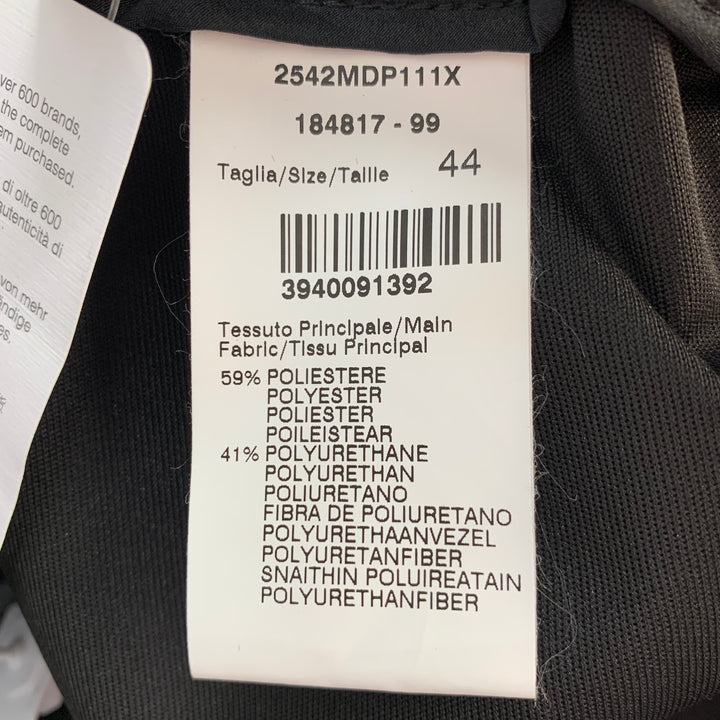 ver 600 brands,
the complete
em purchased.
di oltre 600
autenticità di
von mehr
ändige
es.
2542MDP111X
184817 - 99
Taglia/Size/Taille 44
3940091392
Tessuto Principale/Main
Fabric/Tissu Principal
59% POLIESTERE
POLYESTER
POLIESTER
POILEISTEAR
41% POLYURETHANE
POLYURETHAN
POLIURETANO
FIBRA DE POLIURETANO
POLYURETHAANVEZEL
POLYURETANFIBER
SNAITHIN POLUIREATAIN
POLYURETHANFIBER